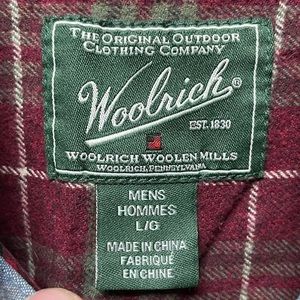 THE ORIGINAL OUTDOOR
CLOTHING COMPANY
Woolrich®
EST. 1830
WOOLRICH WOOLEN MILLS
WOOLRICH, PENNSYLVANIA
MENS
HOMMES
L/G
MADE IN CHINA
FABRIQUÉ
EN CHINE